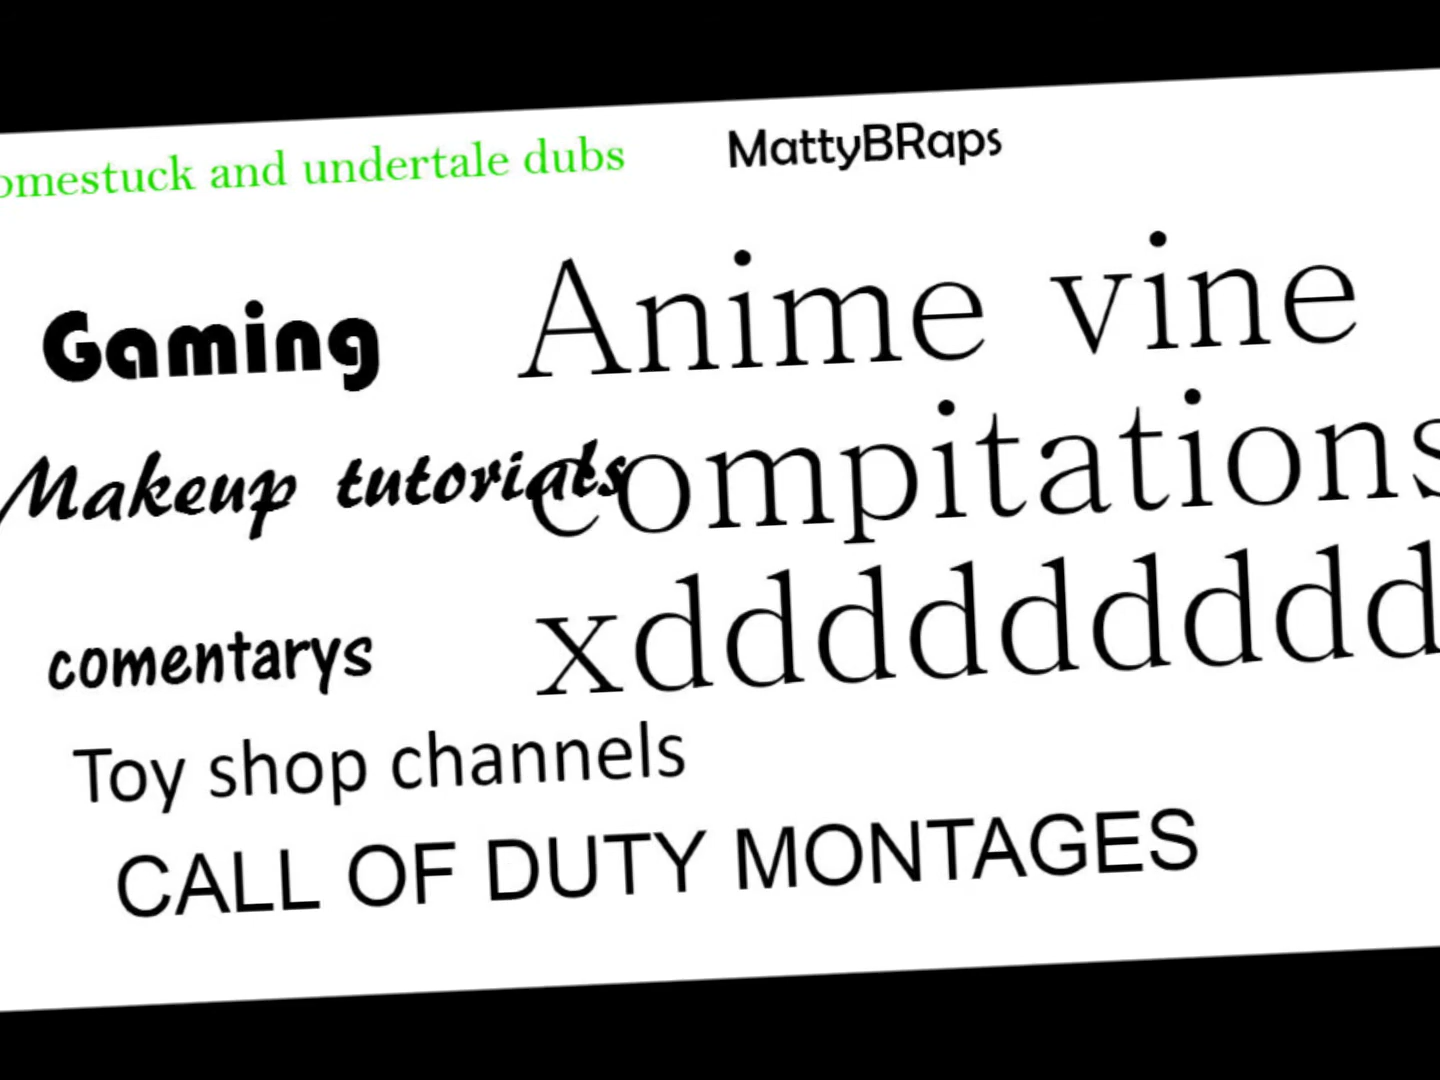 omestuck and undertale dubs
MattyBRaps
Gaming
Anime vine
Makeup tutorials
compitations
xddddddddd
comentarys
Toy shop channels
CALL OF DUTY MONTAGES